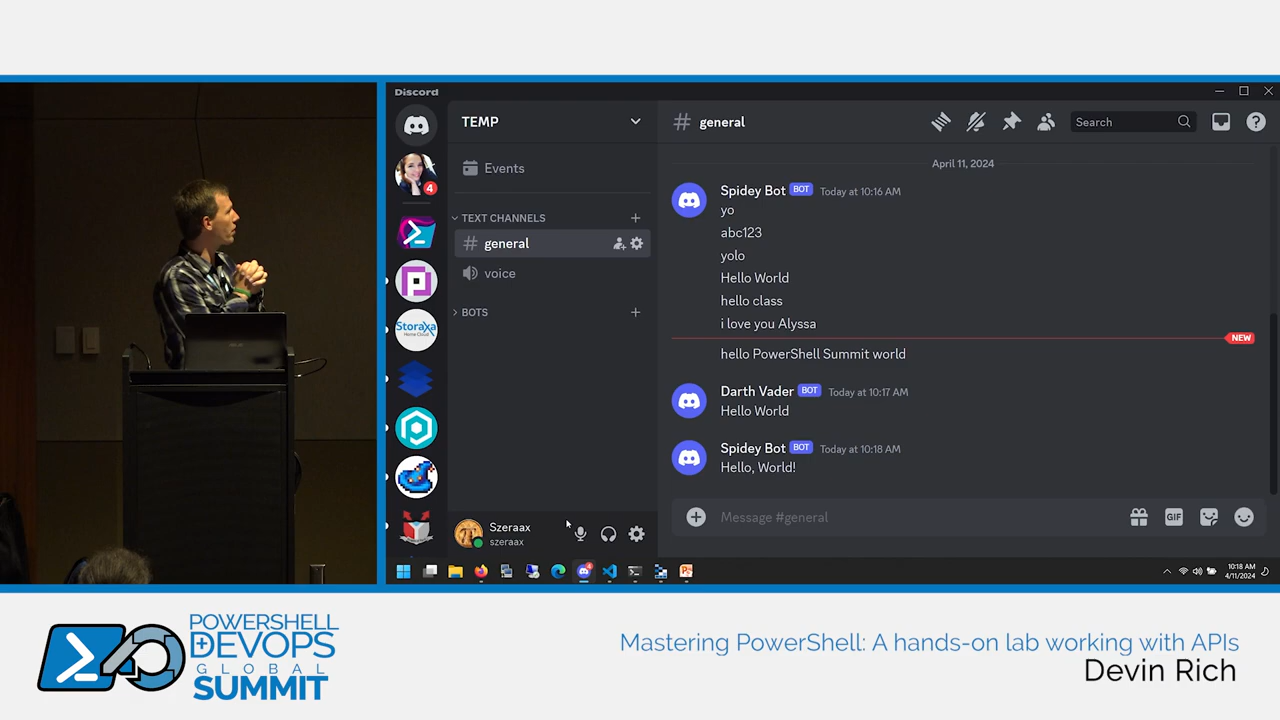 Discord
TEMP
Events
TEXT CHANNELS
general
voice
BOTS
4
Storaxa
Home Cloud
Szeraax
szeraax
# general
Search
April 11, 2024
Spidey Bot BOT Today at 10:16 AM
yo
abc123
yolo
Hello World
hello class
i love you Alyssa
NEW
hello PowerShell Summit world
Darth Vader BOT Today at 10:17 AM
Hello World
Spidey Bot BOT Today at 10:18 AM
Hello, World!
Message #general
GIF
10:18 AM
4/11/2024
POWERSHELL
+DEVOPS
GLOBAL
SUMMIT
Mastering PowerShell: A hands-on lab working with APIs
Devin Rich